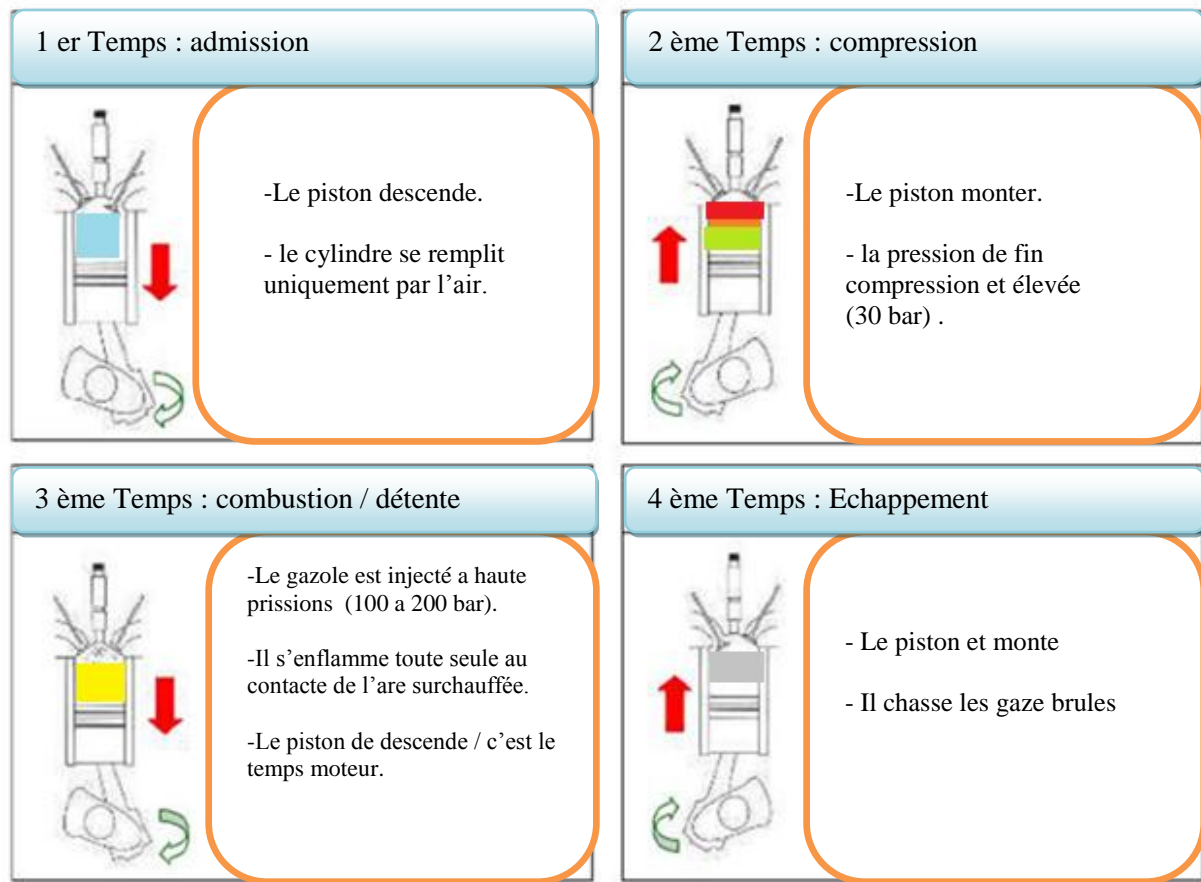 1 er Temps : admission
-Le piston descende.
- le cylindre se remplit
uniquement par l’air.
2 ème Temps : compression
-Le piston monter.
- la pression de fin
compression et élevée
(30 bar) .
3 ème Temps : combustion / détente
-Le gazole est injecté a haute
prissions (100 a 200 bar).
-Il s’enflamme toute seule au
contacte de l’are surchauffée.
-Le piston de descende / c’est le
temps moteur.
4 ème Temps : Echappement
- Le piston et monte
- Il chasse les gaze brules